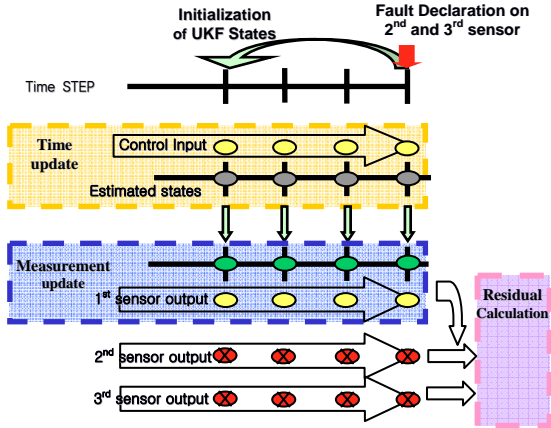 Initialization
of UKF States
Fault Declaration on
2nd and 3rd sensor
Time STEP
Time
update
Control Input
Estimated states
Measurement
update
1st sensor output
Residual
Calculation
2nd sensor output
X X X X
3rd sensor output
X X X X